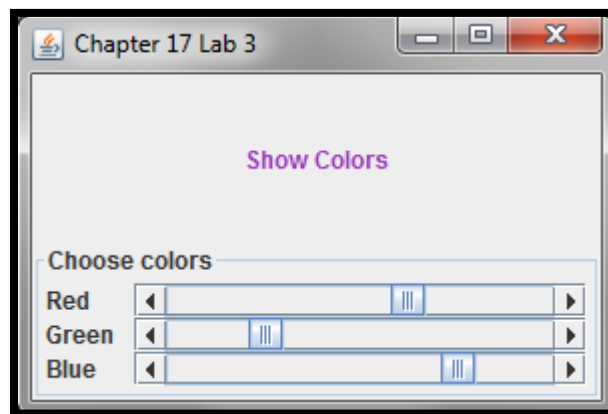 Chapter 17 Lab 3
Show Colors
Choose colors
Red
Green
Blue